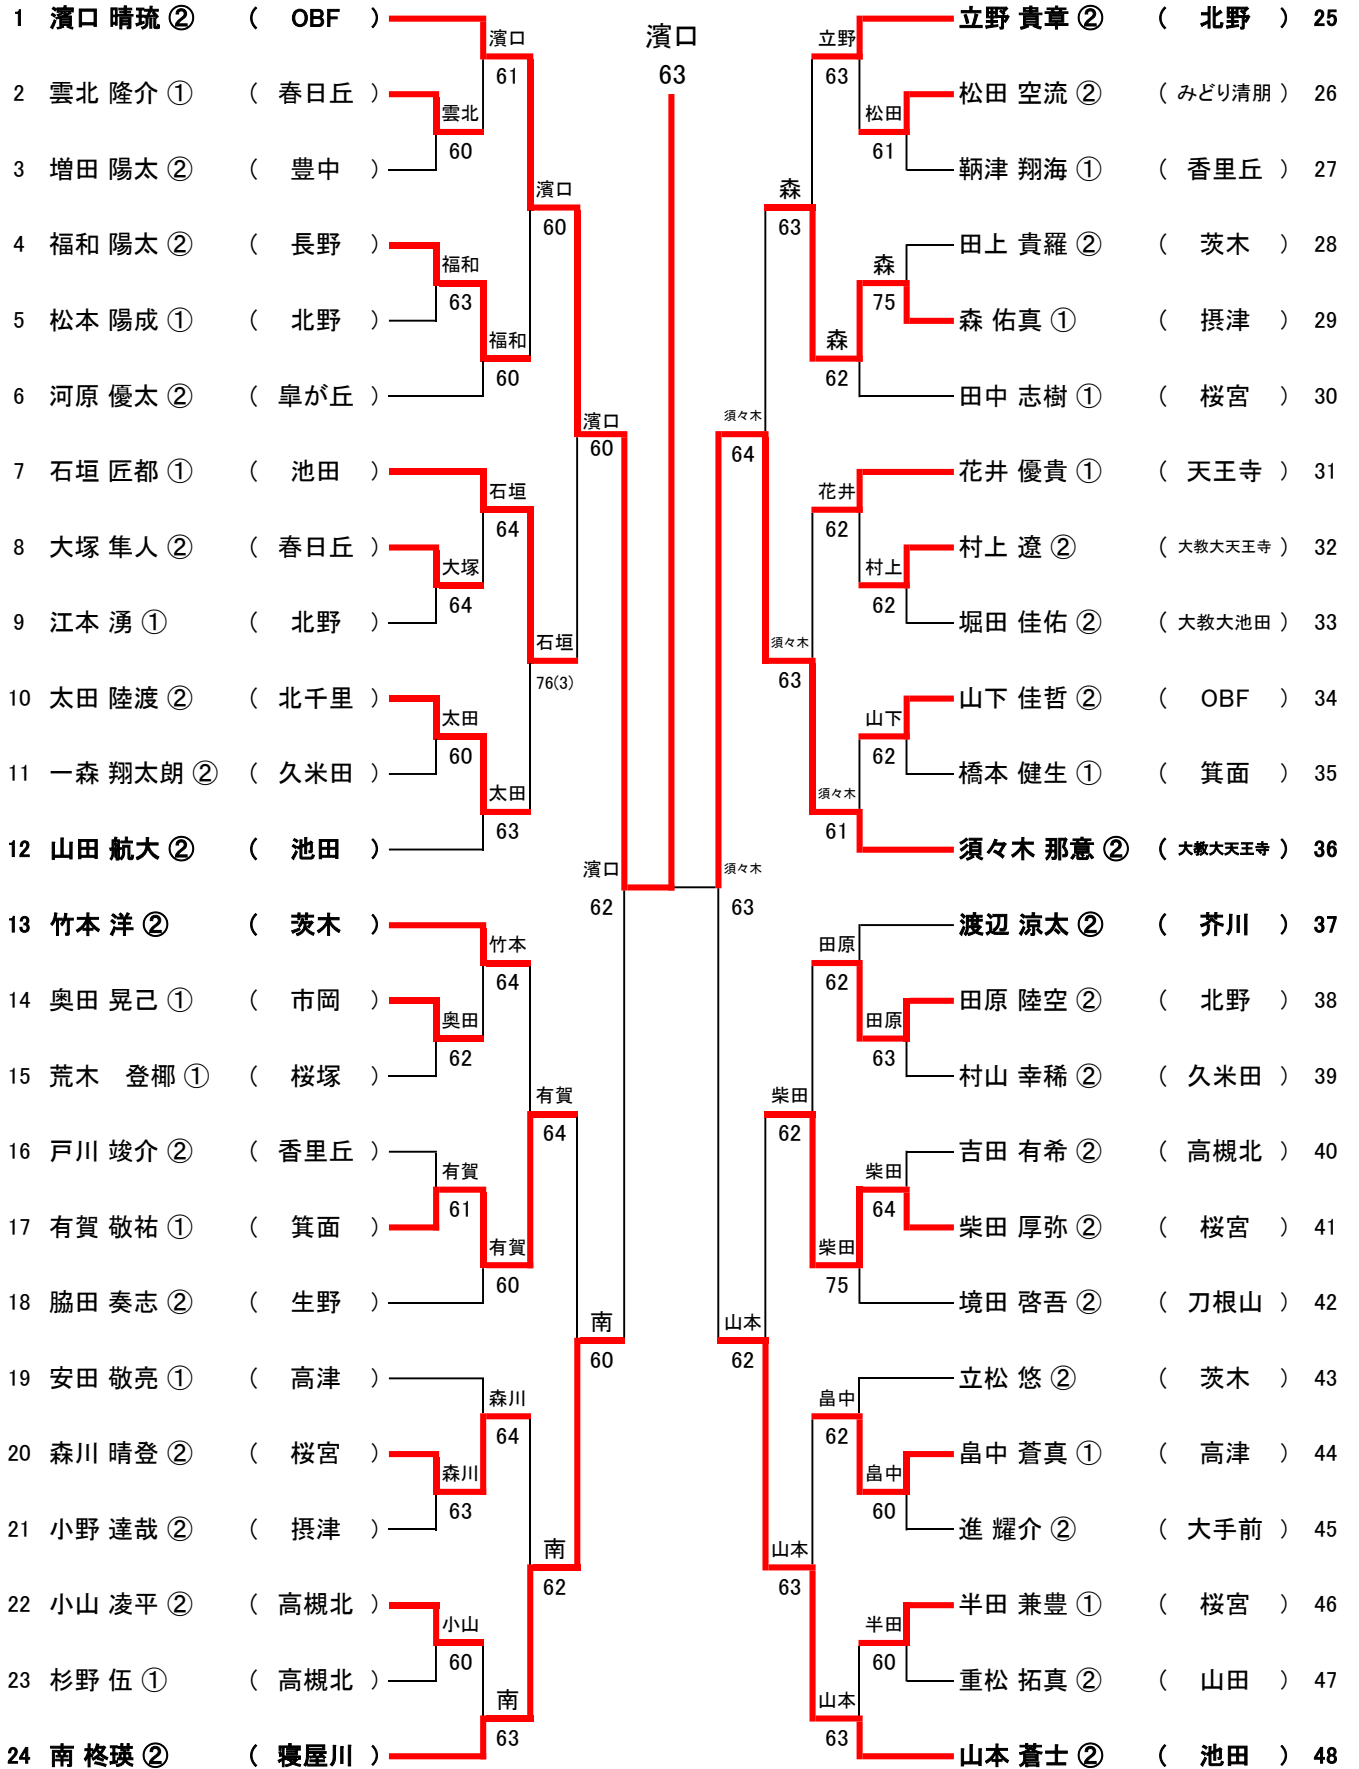 濱口
63
1 濱口 晴琉 ② ( OBF )
2 雲北 隆介 ① ( 春日丘 )
3 増田 陽太 ② ( 豊中 )
4 福和 陽太 ② ( 長野 )
5 松本 陽成 ① ( 北野 )
6 河原 優太 ② ( 皐が丘 )
7 石垣 匠都 ① ( 池田 )
8 大塚 隼人 ② ( 春日丘 )
9 江本 湧 ① ( 北野 )
10 太田 陸渡 ② ( 北千里 )
11 一森 翔太朗 ② ( 久米田 )
12 山田 航大 ② ( 池田 )
13 竹本 洋 ② ( 茨木 )
14 奥田 晃己 ① ( 市岡 )
15 荒木　登梛 ① ( 桜塚 )
16 戸川 竣介 ② ( 香里丘 )
17 有賀 敬祐 ① ( 箕面 )
18 脇田 奏志 ② ( 生野 )
19 安田 敬亮 ① ( 高津 )
20 森川 晴登 ② ( 桜宮 )
21 小野 達哉 ② ( 摂津 )
22 小山 凌平 ② ( 高槻北 )
23 杉野 伍 ① ( 高槻北 )
24 南 柊瑛 ② ( 寝屋川 )
雲北
60
福和
63
大塚
64
太田
60
奥田
62
有賀
61
森川
63
小山
60
濱口
61
福和
60
石垣
64
太田
63
竹本
64
有賀
60
森川
64
南
63
濱口
60
石垣
76(3)
有賀
64
南
62
濱口
60
南
60
濱口
62
須々木
63
須々木
64
山本
62
森
63
須々木
63
柴田
62
山本
63
立野
63
森
62
花井
62
須々木
61
田原
62
柴田
75
畠中
62
山本
63
松田
61
森
75
村上
62
山下
62
田原
63
柴田
64
畠中
60
半田
60
立野 貴章 ② ( 北野 ) 25
松田 空流 ② ( みどり清朋 ) 26
鞆津 翔海 ① ( 香里丘 ) 27
田上 貴羅 ② ( 茨木 ) 28
森 佑真 ① ( 摂津 ) 29
田中 志樹 ① ( 桜宮 ) 30
花井 優貴 ① ( 天王寺 ) 31
村上 遼 ② ( 大教大天王寺 ) 32
堀田 佳佑 ② ( 大教大池田 ) 33
山下 佳哲 ② ( OBF ) 34
橋本 健生 ① ( 箕面 ) 35
須々木 那意 ② ( 大教大天王寺 ) 36
渡辺 涼太 ② ( 芥川 ) 37
田原 陸空 ② ( 北野 ) 38
村山 幸稀 ② ( 久米田 ) 39
吉田 有希 ② ( 高槻北 ) 40
柴田 厚弥 ② ( 桜宮 ) 41
境田 啓吾 ② ( 刀根山 ) 42
立松 悠 ② ( 茨木 ) 43
畠中 蒼真 ① ( 高津 ) 44
進 耀介 ② ( 大手前 ) 45
半田 兼豊 ① ( 桜宮 ) 46
重松 拓真 ② ( 山田 ) 47
山本 蒼士 ② ( 池田 ) 48